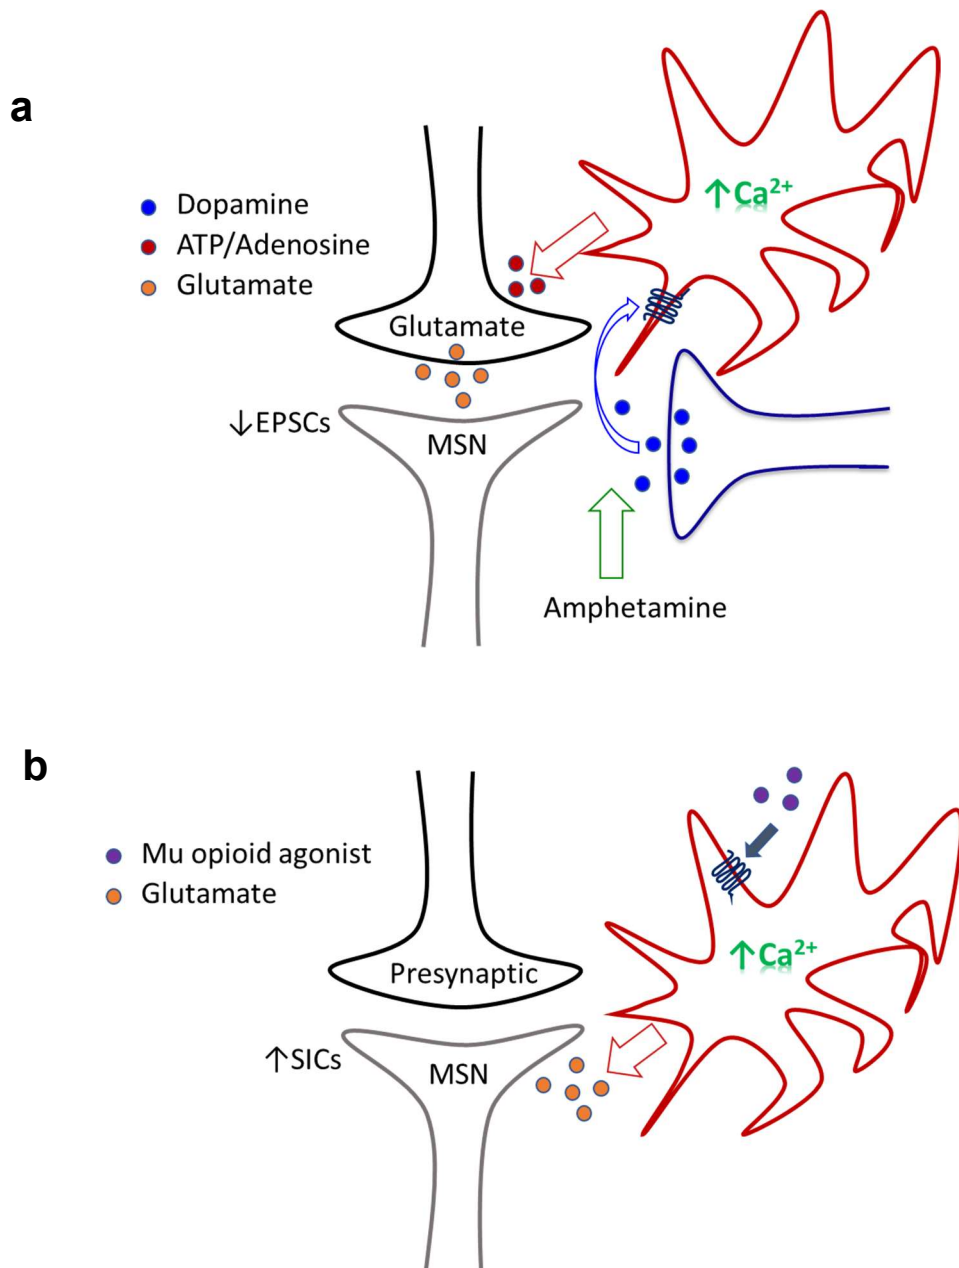 a
Dopamine
ATP/Adenosine
Glutamate
↑Ca²⁺
Glutamate
↓EPSCs
MSN
Amphetamine
b
Mu opioid agonist
Glutamate
↑Ca²⁺
Presynaptic
↑SICs
MSN